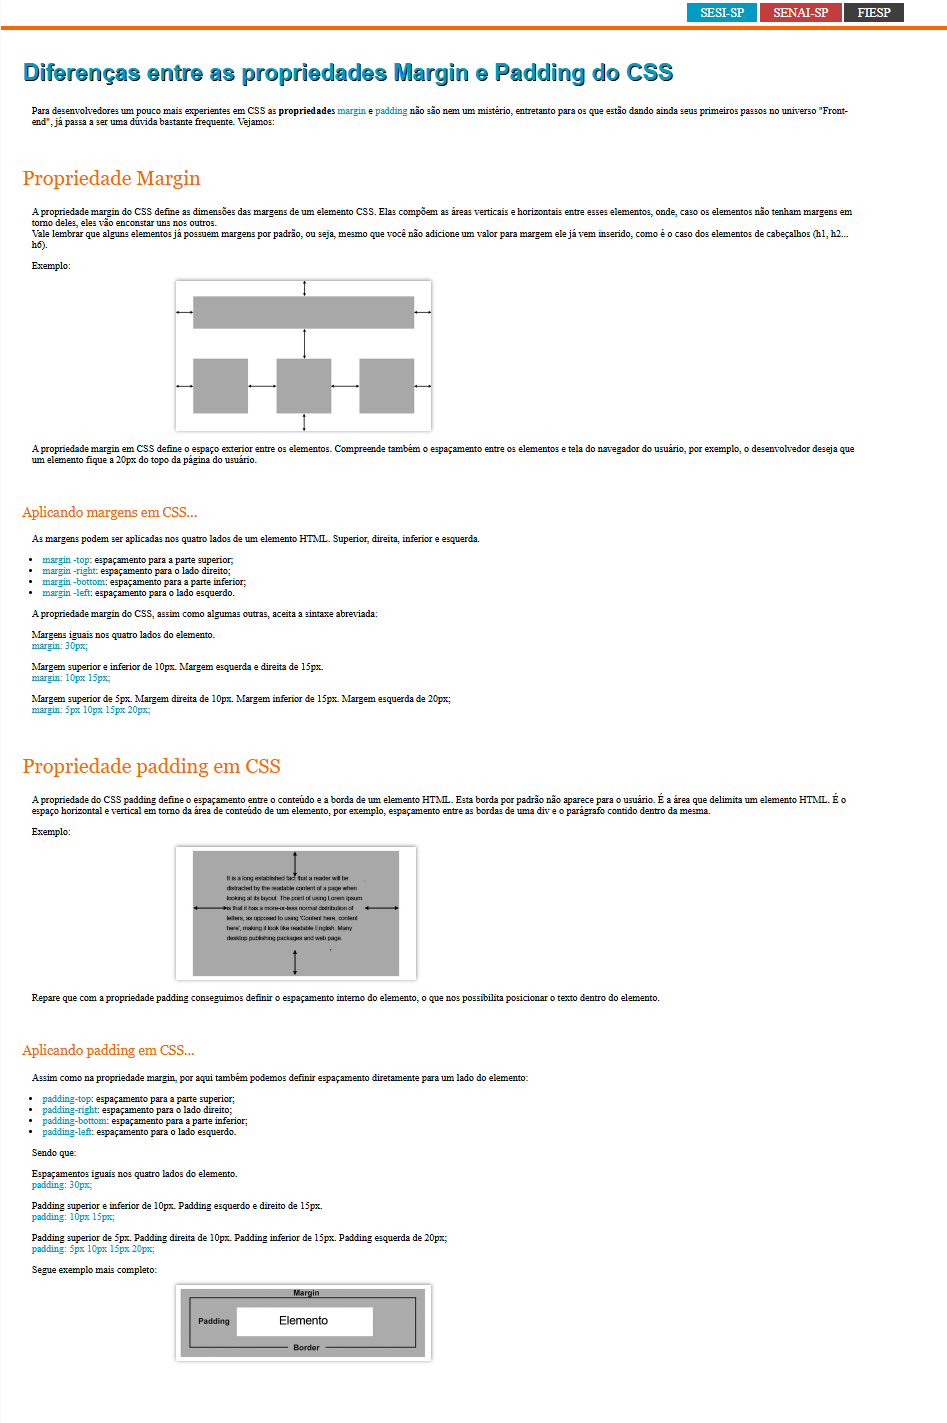 SESI-SP SENAI-SP FIESP
Diferenças entre as propriedades Margin e Padding do CSS
Para desenvolvedores um pouco mais experientes em CSS as propriedades margin e padding não são nem um mistério, entretanto para os que estão dando ainda seus primeiros passos no universo "Front-
end", já passa a ser uma dúvida bastante frequente. Vejamos:
Propriedade Margin
A propriedade margin do CSS define as dimensões das margens de um elemento CSS. Elas compõem as áreas verticais e horizontais entre esses elementos, onde, caso os elementos não tenham margens em
torno deles, eles vão enconstar uns nos outros.
Vale lembrar que alguns elementos já possuem margens por padrão, ou seja, mesmo que você não adicione um valor para margem ele já vem inserido, como é o caso dos elementos de cabeçalhos (h1, h2...
h6).
Exemplo:
A propriedade margin em CSS define o espaço exterior entre os elementos. Compreende também o espaçamento entre os elementos e tela do navegador do usuário, por exemplo, o desenvolvedor deseja que
um elemento fique a 20px do topo da página do usuário.
Aplicando margens em CSS...
As margens podem ser aplicadas nos quatro lados de um elemento HTML. Superior, direita, inferior e esquerda.
• margin -top: espaçamento para a parte superior;
• margin -right: espaçamento para o lado direito;
• margin -bottom: espaçamento para a parte inferior;
• margin -left: espaçamento para o lado esquerdo.
A propriedade margin do CSS, assim como algumas outras, aceita a sintaxe abreviada:
Margens iguais nos quatro lados do elemento.
margin: 30px;
Margem superior e inferior de 10px. Margem esquerda e direita de 15px.
margin: 10px 15px;
Margem superior de 5px. Margem direita de 10px. Margem inferior de 15px. Margem esquerda de 20px;
margin: 5px 10px 15px 20px;
Propriedade padding em CSS
A propriedade do CSS padding define o espaçamento entre o conteúdo e a borda de um elemento HTML. Esta borda por padrão não aparece para o usuário. É a área que delimita um elemento HTML. É o
espaço horizontal e vertical em torno da área de conteúdo de um elemento, por exemplo, espaçamento entre as bordas de uma div e o parágrafo contido dentro da mesma.
Exemplo:
It is a long established fact that a reader will be
distracted by the readable content of a page when
looking at its layout. The point of using Lorem Ipsum
is that it has a more-or-less normal distribution of
letters, as opposed to using 'Content here, content
here', making it look like readable English. Many
desktop publishing packages and web page.
Repare que com a propriedade padding conseguimos definir o espaçamento interno do elemento, o que nos possibilita posicionar o texto dentro do elemento.
Aplicando padding em CSS...
Assim como na propriedade margin, por aqui também podemos definir espaçamento diretamente para um lado do elemento:
• padding-top: espaçamento para a parte superior;
• padding-right: espaçamento para o lado direito;
• padding-bottom: espaçamento para a parte inferior;
• padding-left: espaçamento para o lado esquerdo.
Sendo que:
Espaçamentos iguais nos quatro lados do elemento.
padding: 30px;
Padding superior e inferior de 10px. Padding esquerdo e direito de 15px.
padding: 10px 15px;
Padding superior de 5px. Padding direita de 10px. Padding inferior de 15px. Padding esquerda de 20px;
padding: 5px 10px 15px 20px;
Segue exemplo mais completo:
Margin
Padding Elemento
Border